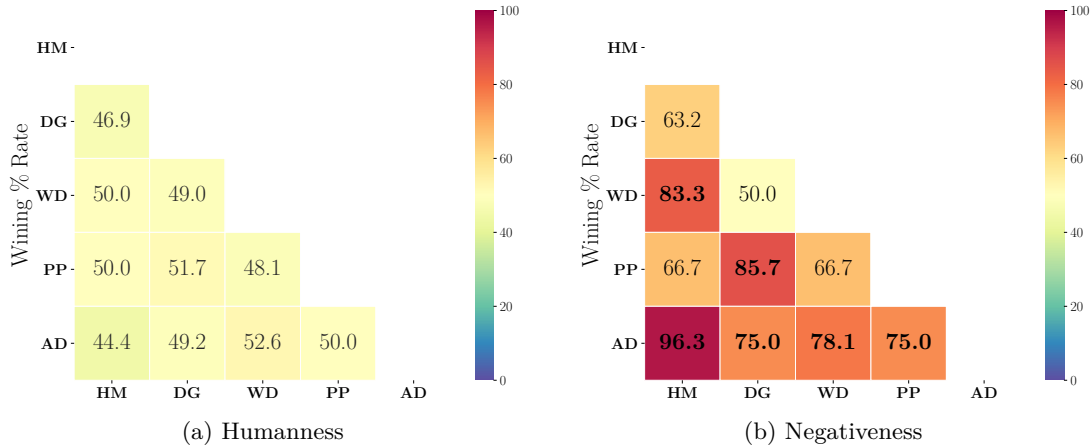 Wining % Rate
HM
DG
WD
PP
AD
46.9
50.0 49.0
50.0 51.7 48.1
44.4 49.2 52.6 50.0
HM DG WD PP AD
100
80
60
40
20
0
(a) Humanness
Wining % Rate
HM
DG
WD
PP
AD
63.2
83.3 50.0
66.7 85.7 66.7
96.3 75.0 78.1 75.0
HM DG WD PP AD
100
80
60
40
20
0
(b) Negativeness